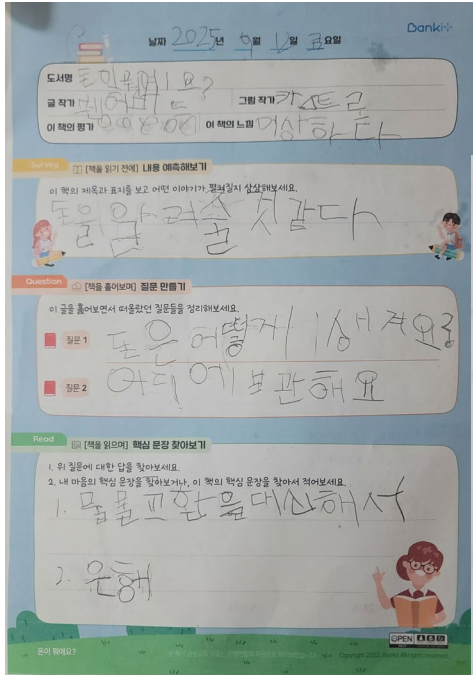 Banki+
날짜 2025년 9월 12일 금요일
도서명 돈이 뭐예요?
글 작가
그림 작가 카스트로
이 책의 평가
이 책의 느낌 이상하다
Survey
[책을 읽기 전에] 내용 예측해보기
이 책의 제목과 표지를 보고 어떤 이야기가 펼쳐질지 상상해보세요.
돈을 알려줄 것 같다
Question
[책을 훑어보며] 질문 만들기
이 글을 훑어보면서 떠올랐던 질문들을 정리해보세요.
질문 1 돈은 어떻게 생겨요?
질문 2 어디에 보관해요
Read
[책을 읽으며] 핵심 문장 찾아보기
1. 위 질문에 대한 답을 찾아보세요.
2. 내 마음의 핵심 문장을 찾아보거나, 이 책의 핵심 문장을 찾아서 적어보세요.
1. 물물교환을 대신해서
2. 은행
돈이 뭐예요?
OPEN